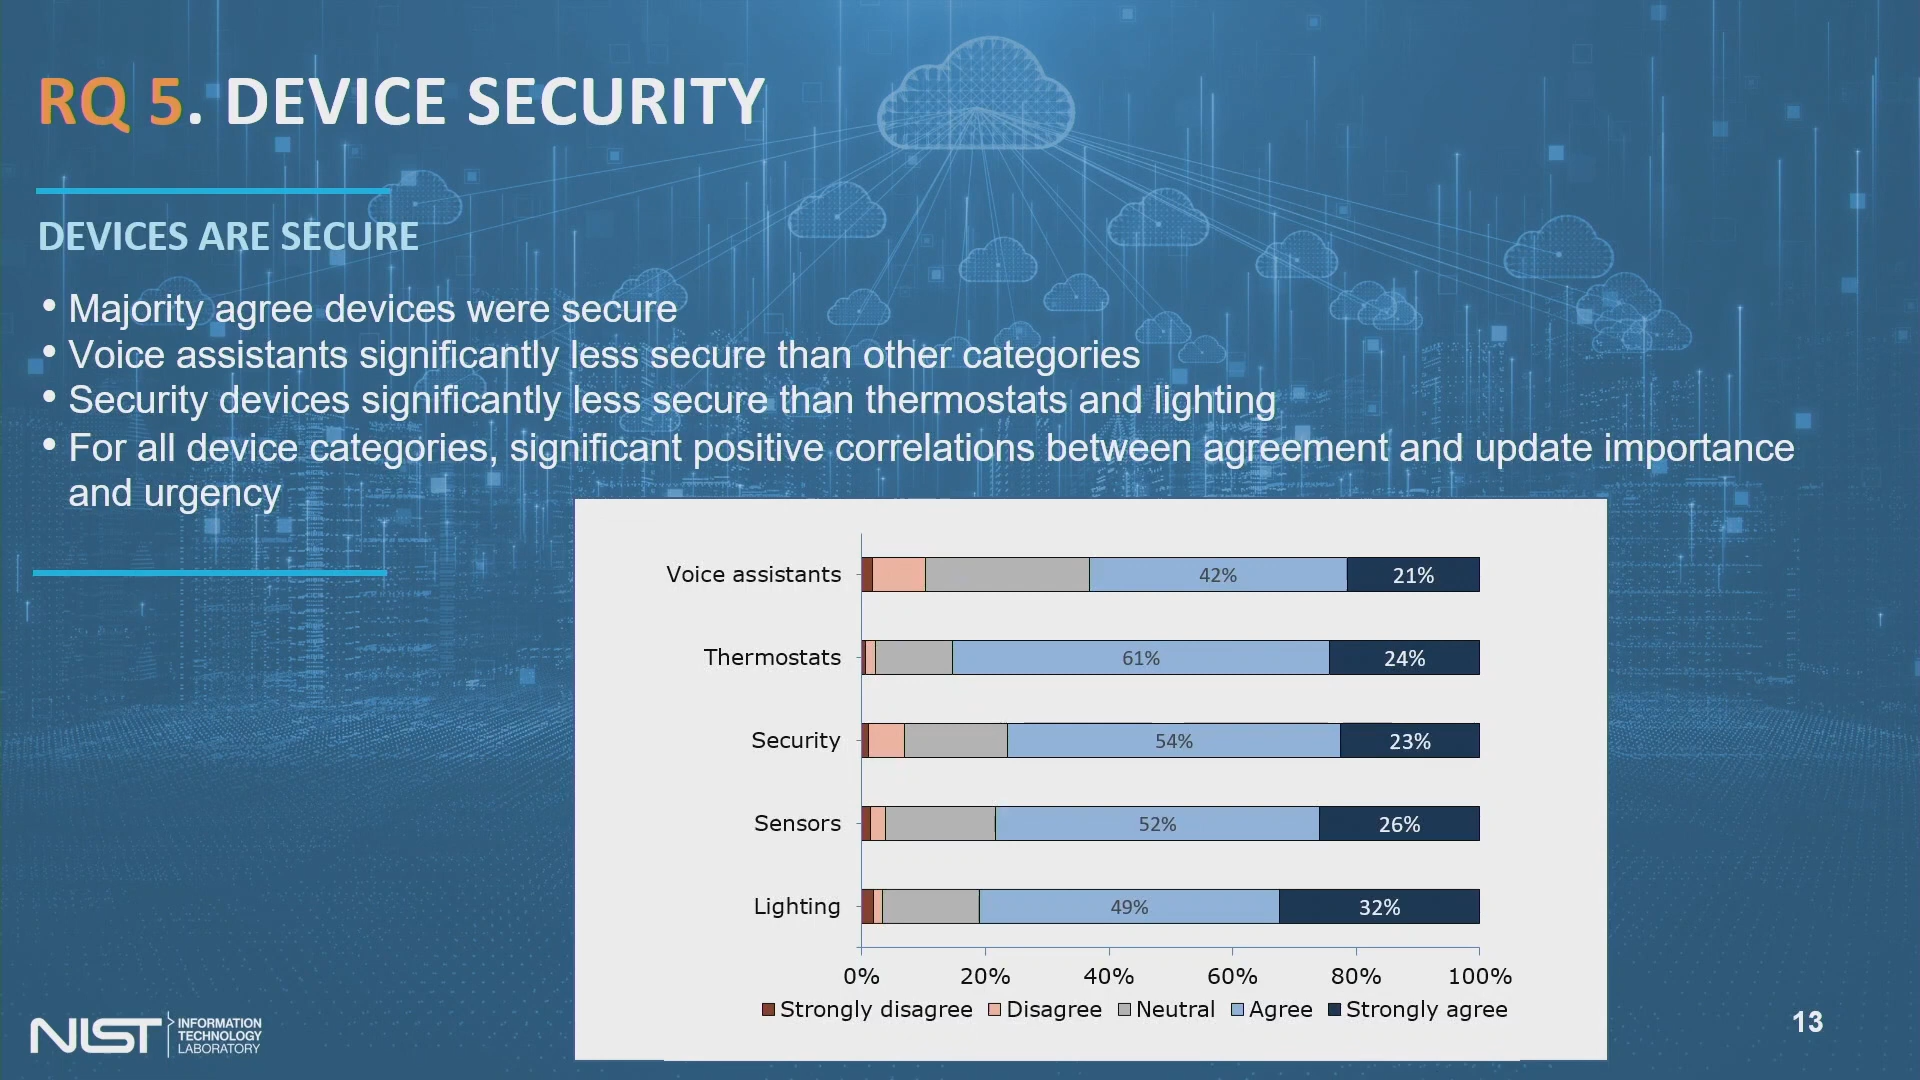 RQ 5. DEVICE SECURITY
DEVICES ARE SECURE
• Majority agree devices were secure
• Voice assistants significantly less secure than other categories
• Security devices significantly less secure than thermostats and lighting
• For all device categories, significant positive correlations between agreement and update importance
and urgency
Voice assistants 42% 21%
Thermostats 61% 24%
Security 54% 23%
Sensors 52% 26%
Lighting 49% 32%
0% 20% 40% 60% 80% 100%
Strongly disagree Disagree Neutral Agree Strongly agree
NIST
INFORMATION
TECHNOLOGY
LABORATORY
13